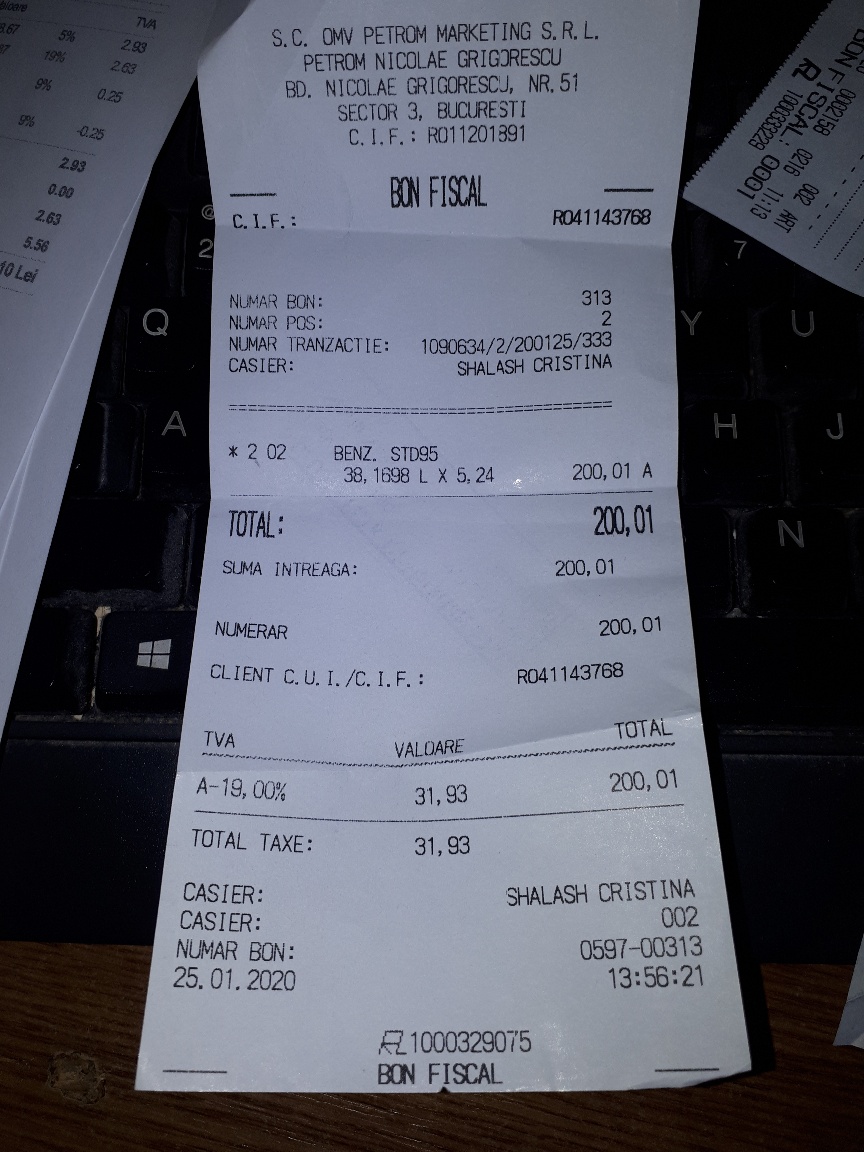 S.C. OMV PETROM MARKETING S.R.L.
PETROM NICOLAE GRIGORESCU
BD. NICOLAE GRIGORESCU, NR.51
SECTOR 3, BUCURESTI
C.I.F.: RO11201891
BON FISCAL
C.I.F.: RO41143768
NUMAR BON: 313
NUMAR POS: 2
NUMAR TRANZACTIE: 1090634/2/200125/333
CASIER: SHALASH CRISTINA
* 2 02 BENZ. STD95
38,1698 L X 5,24 200,01 A
TOTAL: 200,01
SUMA INTREAGA: 200,01
NUMERAR 200,01
CLIENT C.U.I./C.I.F.: RO41143768
TVA VALOARE TOTAL
A-19,00% 31,93 200,01
TOTAL TAXE: 31,93
CASIER: SHALASH CRISTINA
CASIER: 002
NUMAR BON: 0597-00313
25.01.2020 13:56:21
1000329075
BON FISCAL
TVA
5% 2.93
19% 2.63
9% 0.25
9% -0.25
2.93
0.00
2.63
5.56
10 Lei
0002158 0216 002 ART
BON FISCAL: 0001
1000333229 11:13
2
7
Q
Y
U
A
H
J
N